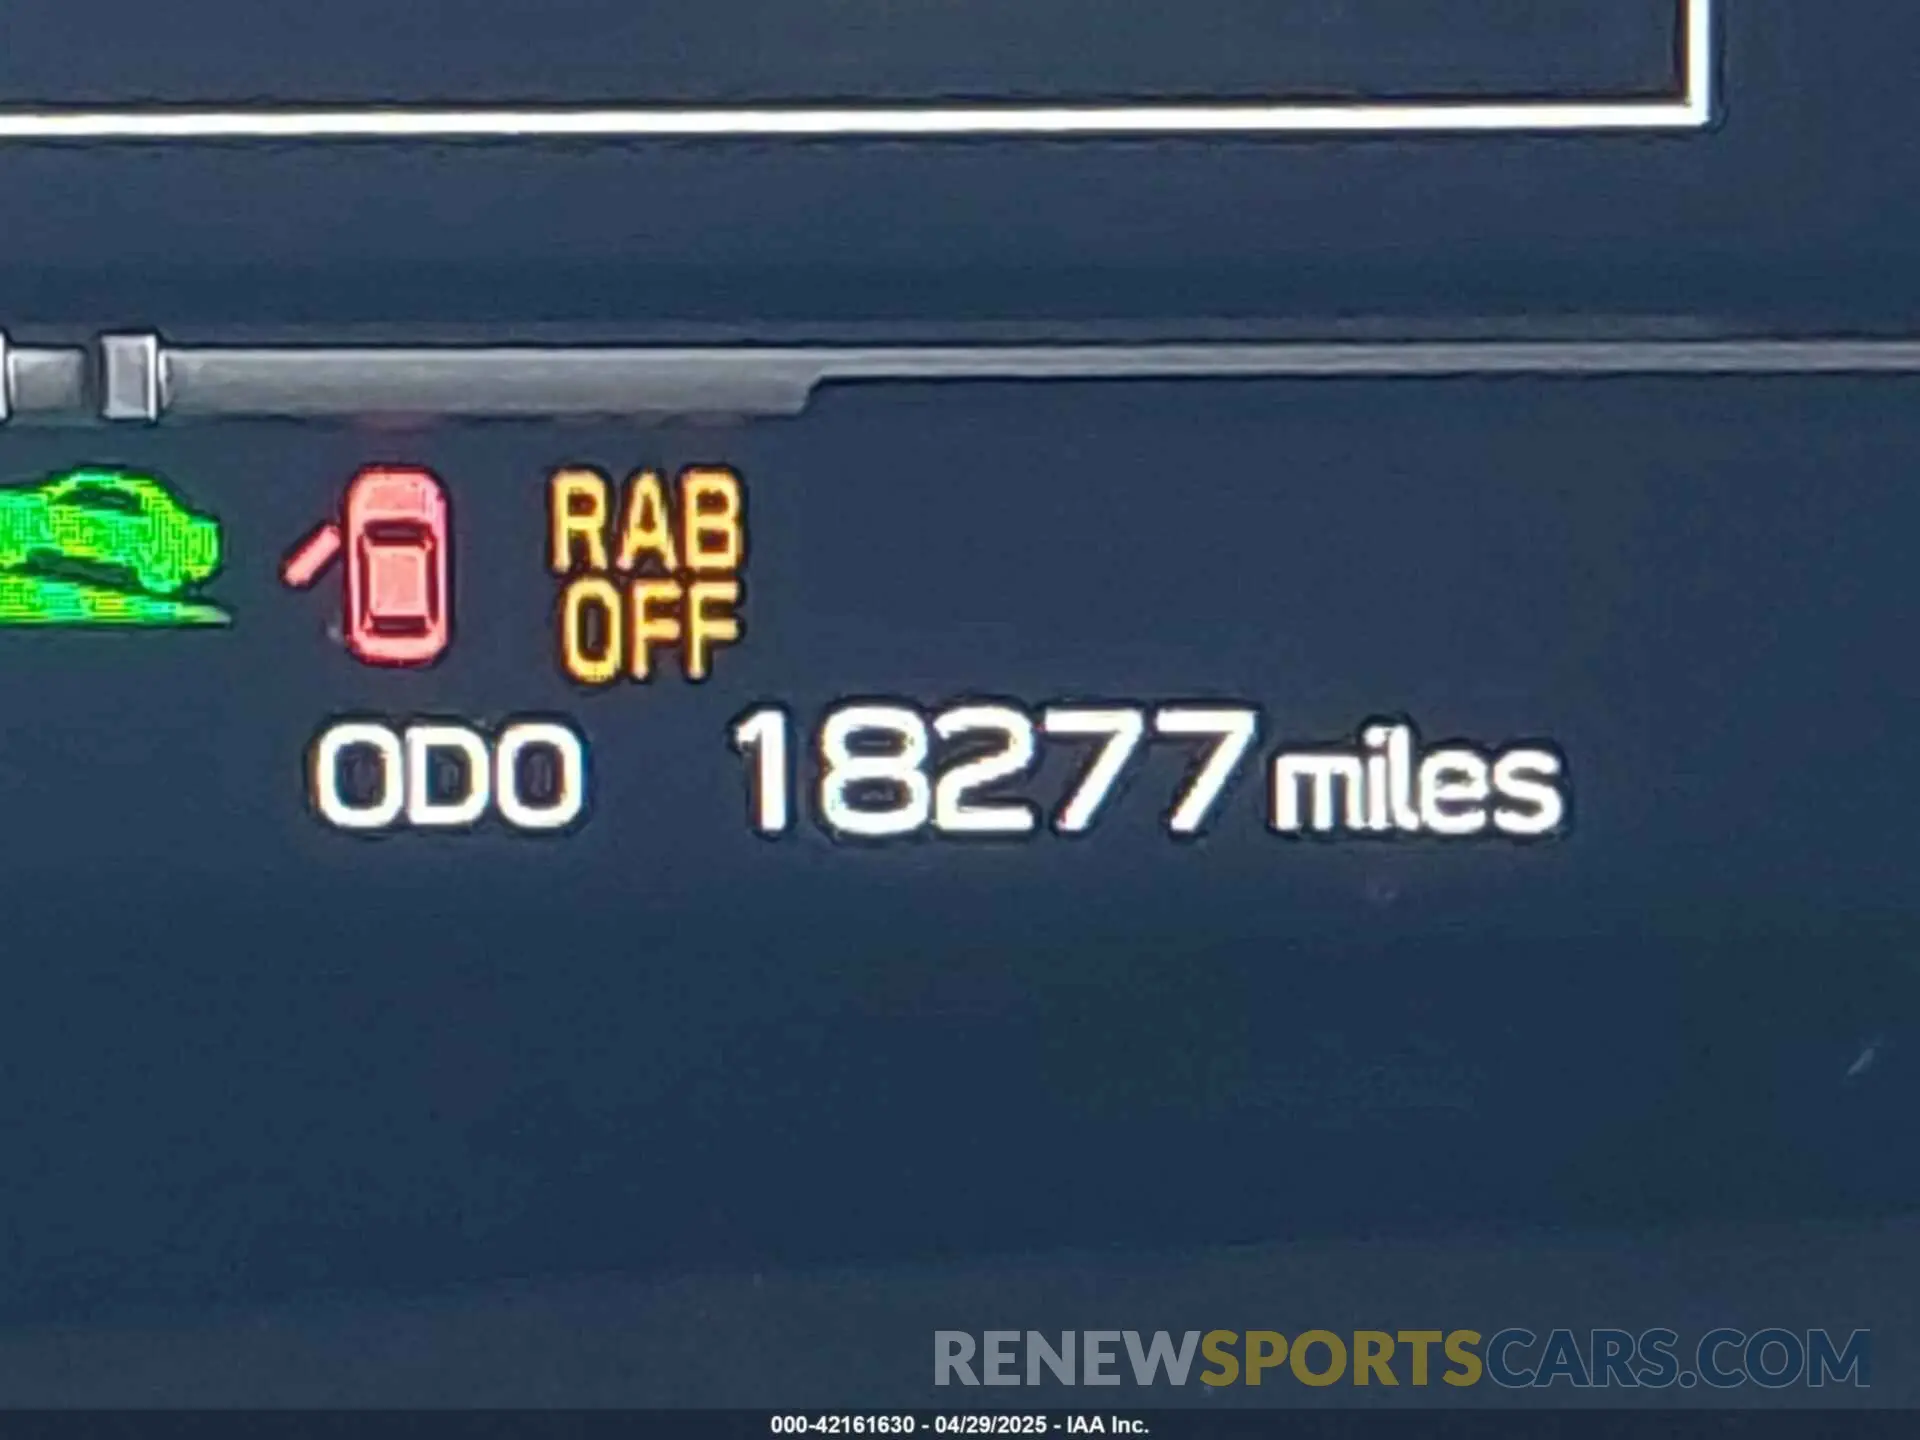 RAB
OFF
ODO 18277 miles
RENEWSPORTSCARS.COM
000-42161630 - 04/29/2025 - IAA Inc.